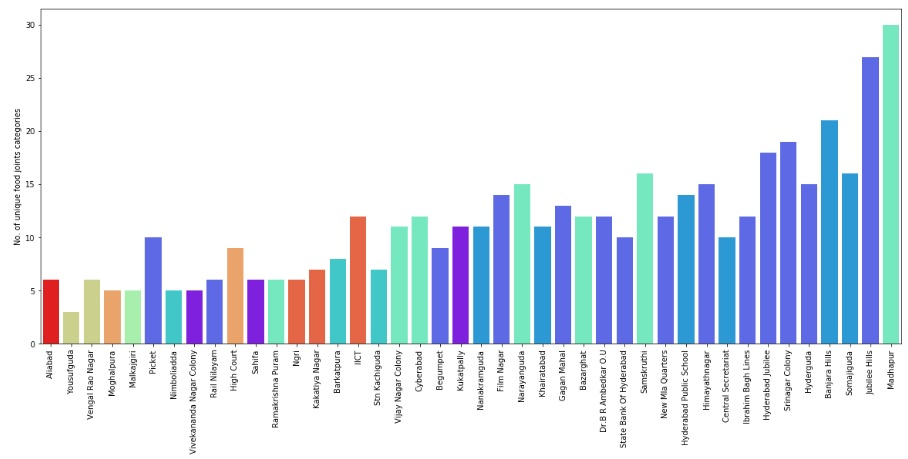 No. of unique food joints categories
30
25
20
15
10
5
0
Aliabad
Yousufguda
Vengal Rao Nagar
Moghalpura
Malkajgiri
Picket
Nimboliadda
Vivekananda Nagar Colony
Rail Nilayam
High Court
Sahifa
Ramakrishna Puram
Ngri
Kakatiya Nagar
Barkatpura
IICT
Stn Kachiguda
Vijay Nagar Colony
Cyberabad
Begumpet
Kukatpally
Nanakramguda
Film Nagar
Narayanguda
Khairatabad
Gagan Mahal
Bazarghat
Dr.B R Ambedkar O.U
State Bank Of Hyderabad
Samskruthi
New Mla Quarters
Hyderabad Public School
Himayathnagar
Central Secretariat
Ibrahim Bagh Lines
Hyderabad Jubilee
Srinagar Colony
Hyderguda
Banjara Hills
Somajiguda
Jubilee Hills
Madhapur